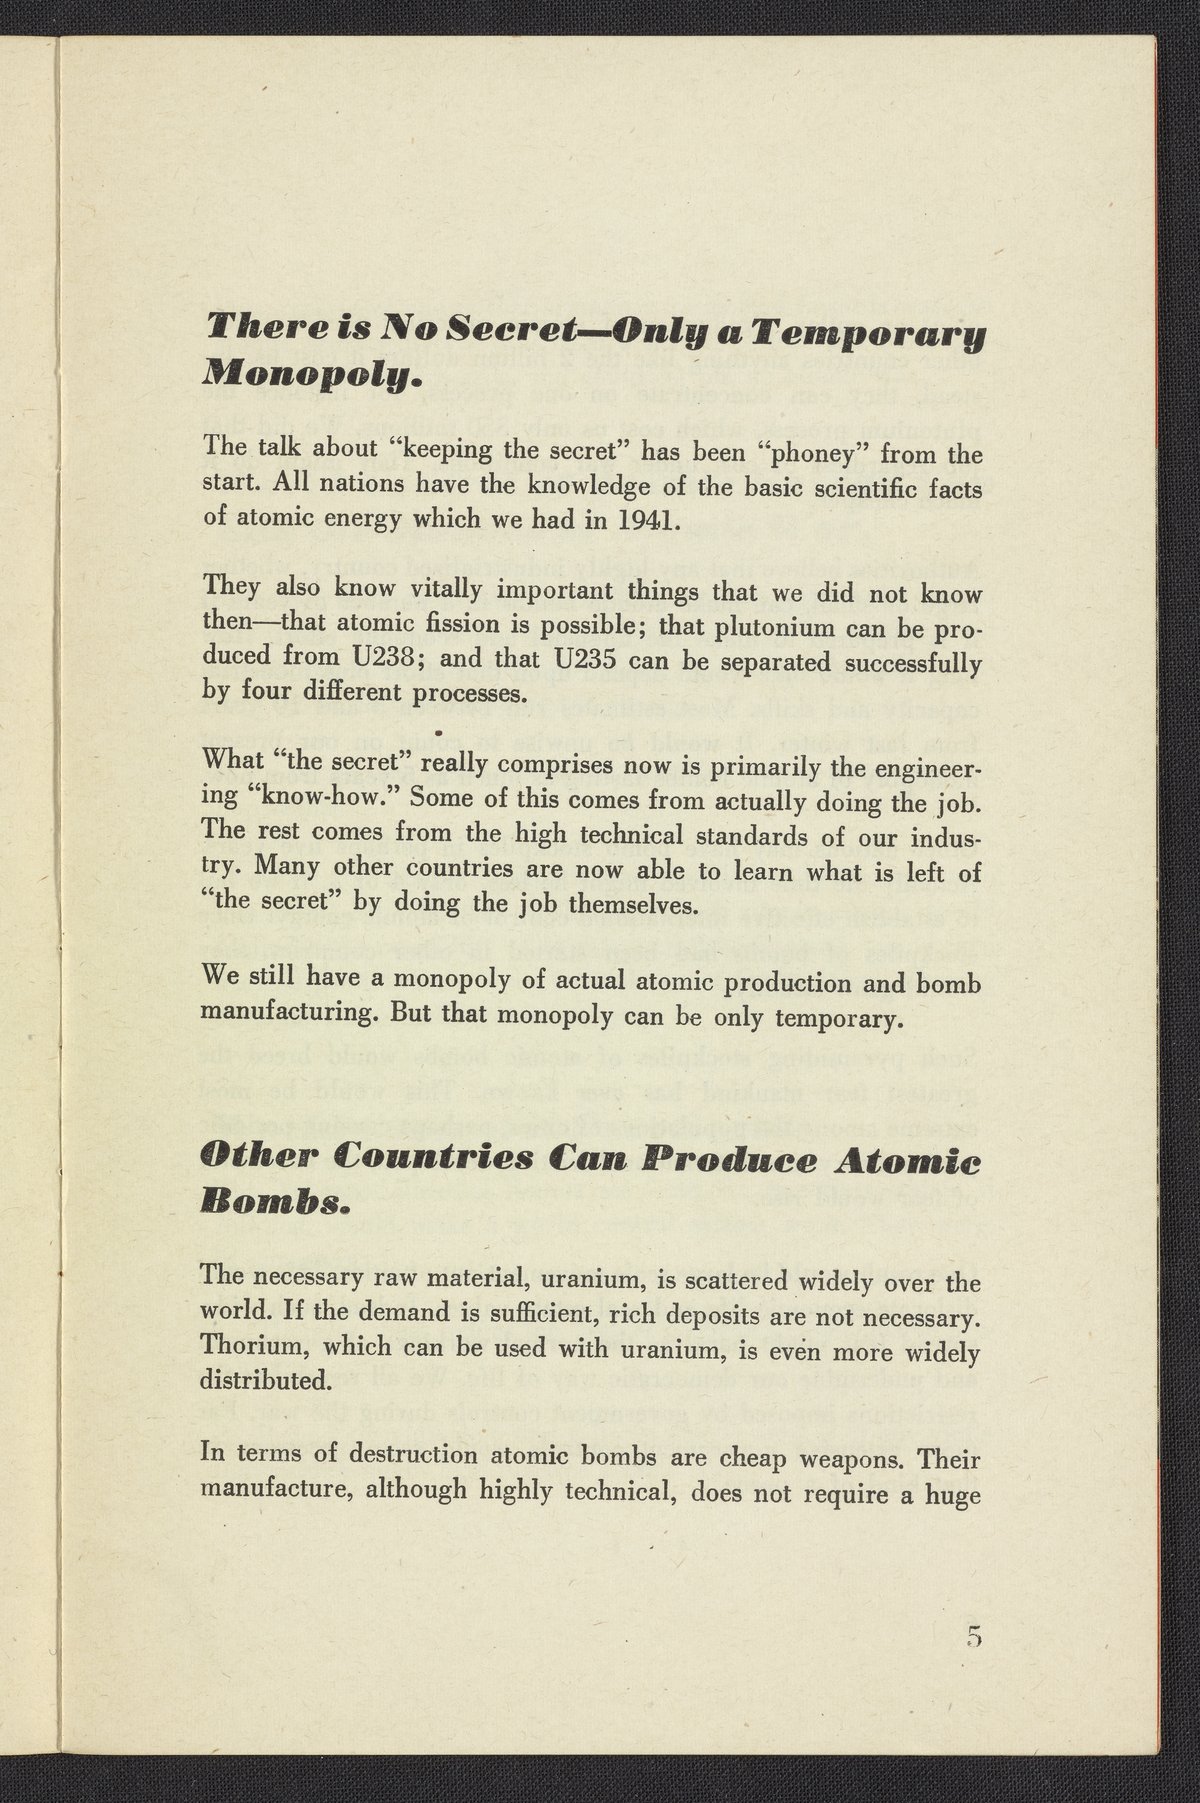 There is No Secret—Only a Temporary
Monopoly.
The talk about “keeping the secret” has been “phoney” from the
start. All nations have the knowledge of the basic scientific facts
of atomic energy which we had in 1941.
They also know vitally important things that we did not know
then—that atomic fission is possible; that plutonium can be pro-
duced from U238; and that U235 can be separated successfully
by four different processes.
What “the secret” really comprises now is primarily the engineer-
ing “know-how.” Some of this comes from actually doing the job.
The rest comes from the high technical standards of our indus-
try. Many other countries are now able to learn what is left of
“the secret” by doing the job themselves.
We still have a monopoly of actual atomic production and bomb
manufacturing. But that monopoly can be only temporary.
Other Countries Can Produce Atomic
Bombs.
The necessary raw material, uranium, is scattered widely over the
world. If the demand is sufficient, rich deposits are not necessary.
Thorium, which can be used with uranium, is even more widely
distributed.
In terms of destruction atomic bombs are cheap weapons. Their
manufacture, although highly technical, does not require a huge
5